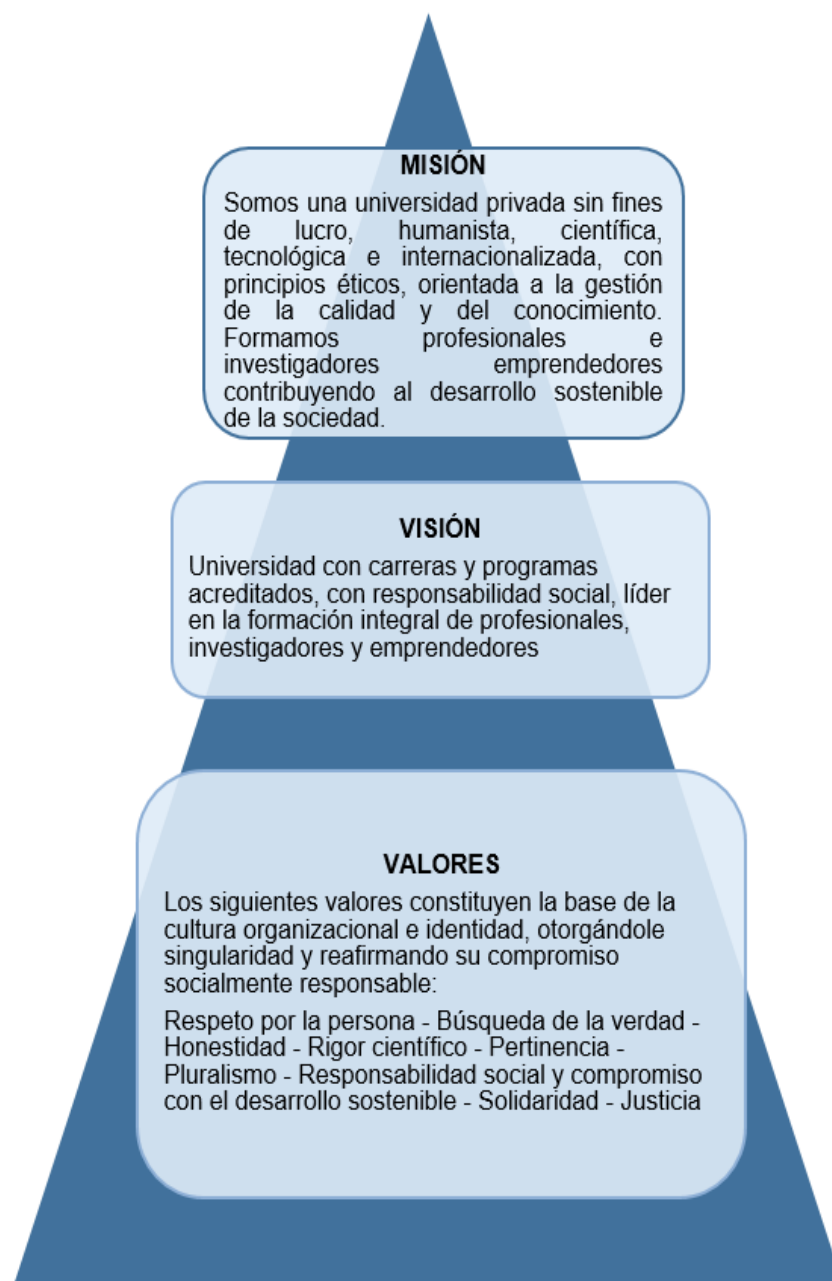 MISIÓN
Somos una universidad privada sin fines
de lucro, humanista, científica,
tecnológica e internacionalizada, con
principios éticos, orientada a la gestión
de la calidad y del conocimiento.
Formamos profesionales e
investigadores emprendedores
contribuyendo al desarrollo sostenible
de la sociedad.
VISIÓN
Universidad con carreras y programas
acreditados, con responsabilidad social, líder
en la formación integral de profesionales,
investigadores y emprendedores
VALORES
Los siguientes valores constituyen la base de la
cultura organizacional e identidad, otorgándole
singularidad y reafirmando su compromiso
socialmente responsable:
Respeto por la persona - Búsqueda de la verdad -
Honestidad - Rigor científico - Pertinencia -
Pluralismo - Responsabilidad social y compromiso
con el desarrollo sostenible - Solidaridad - Justicia